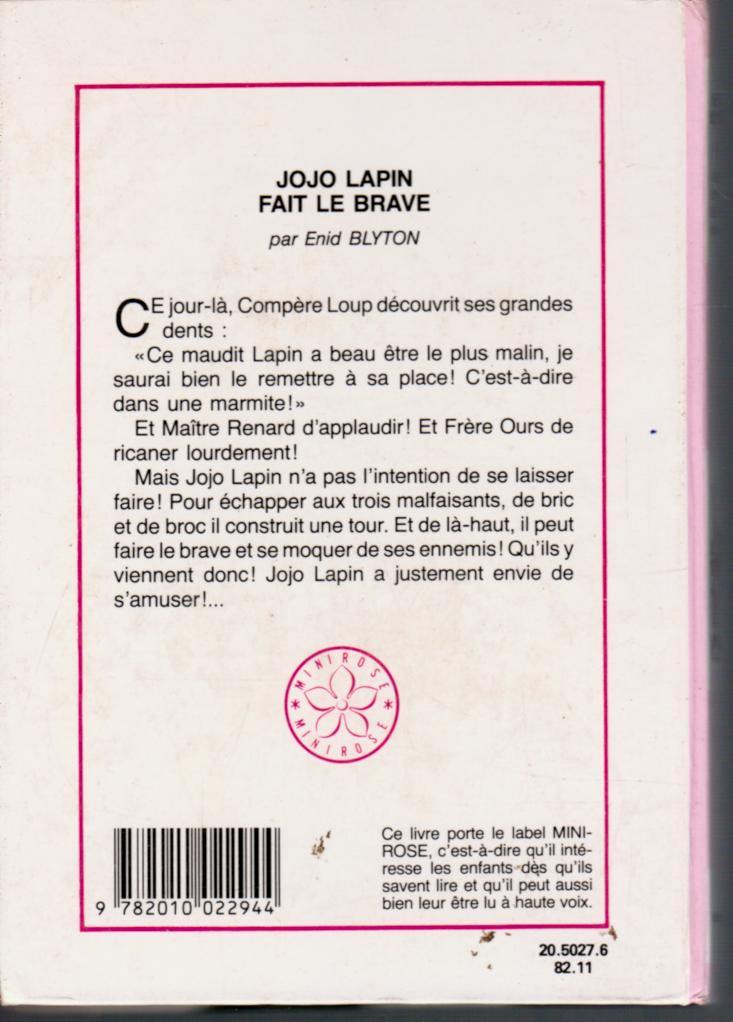 JOJO LAPIN
FAIT LE BRAVE
par Enid BLYTON
CE jour-là, Compère Loup découvrit ses grandes
dents :
«Ce maudit Lapin a beau être le plus malin, je
saurai bien le remettre à sa place! C'est-à-dire
dans une marmite!»
Et Maître Renard d'applaudir! Et Frère Ours de
ricaner lourdement!
Mais Jojo Lapin n'a pas l'intention de se laisser
faire! Pour échapper aux trois malfaisants, de bric
et de broc il construit une tour. Et de là-haut, il peut
faire le brave et se moquer de ses ennemis! Qu'ils y
viennent donc! Jojo Lapin a justement envie de
s'amuser!...
MINIROSE
MINIROSE
Ce livre porte le label MINI-
ROSE, c'est-à-dire qu'il inté-
resse les enfants dès qu'ils
savent lire et qu'il peut aussi
bien leur être lu à haute voix.
9 782010 022944
20.5027.6
82.11